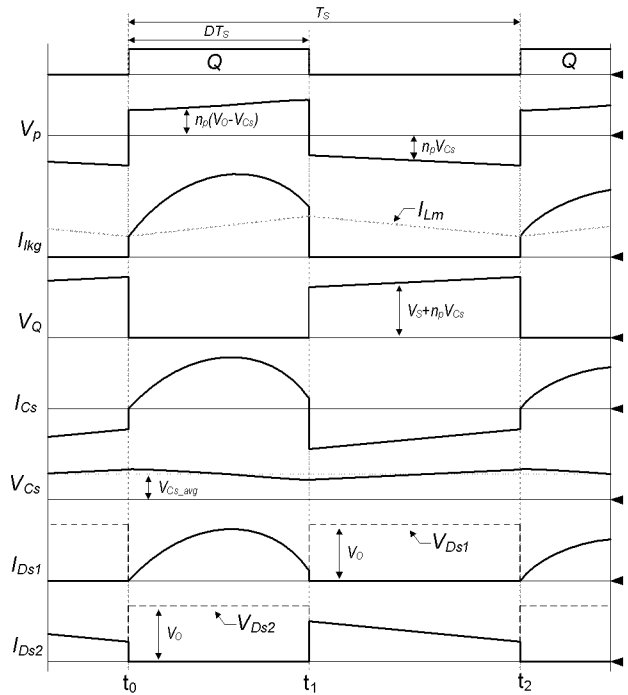 T_S
DT_S
Q
Q
V_p
n_p(V_O-V_Cs)
n_pV_Cs
I_lkg
I_Lm
V_Q
V_S+n_pV_Cs
I_Cs
V_Cs
V_Cs_avg
I_Ds1
V_O
V_Ds1
I_Ds2
V_O
V_Ds2
t_0
t_1
t_2